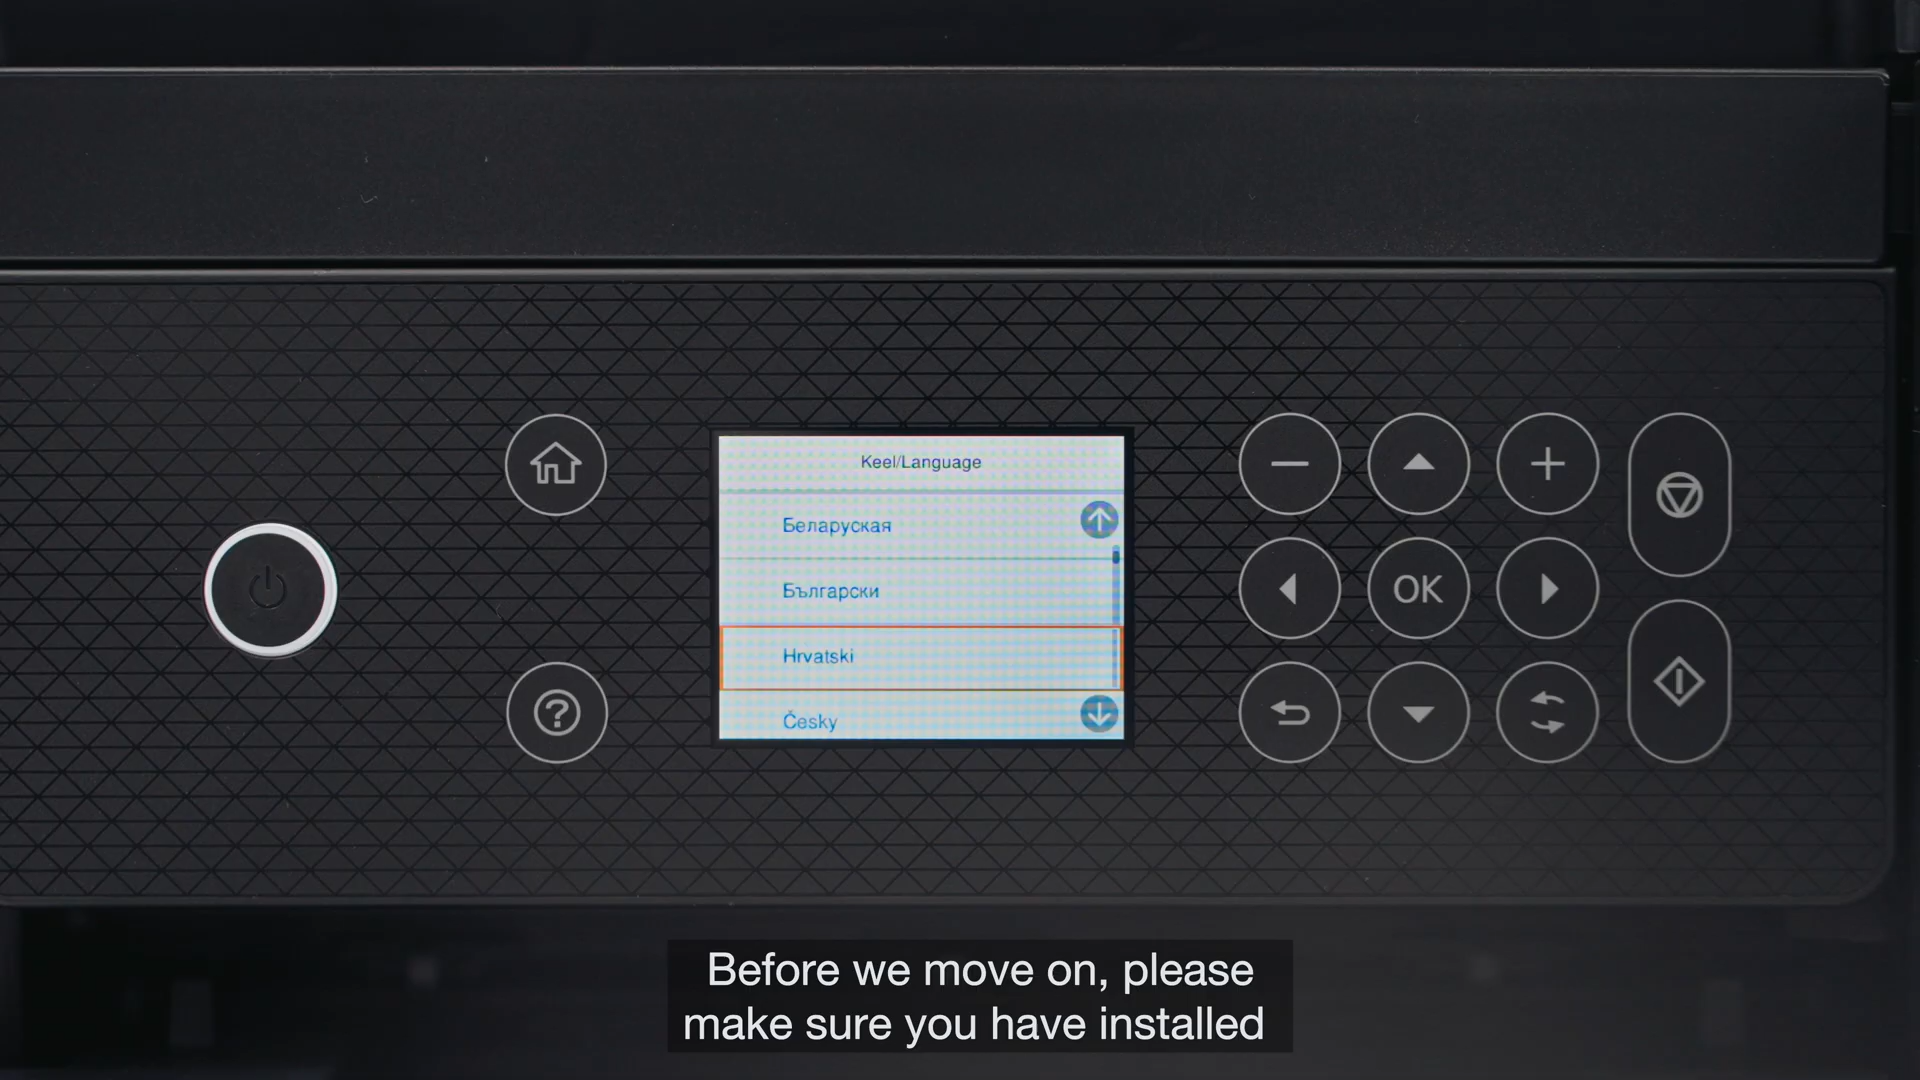 Keel/Language
Беларуская
Български
Hrvatski
Česky
OK
Before we move on, please
make sure you have installed